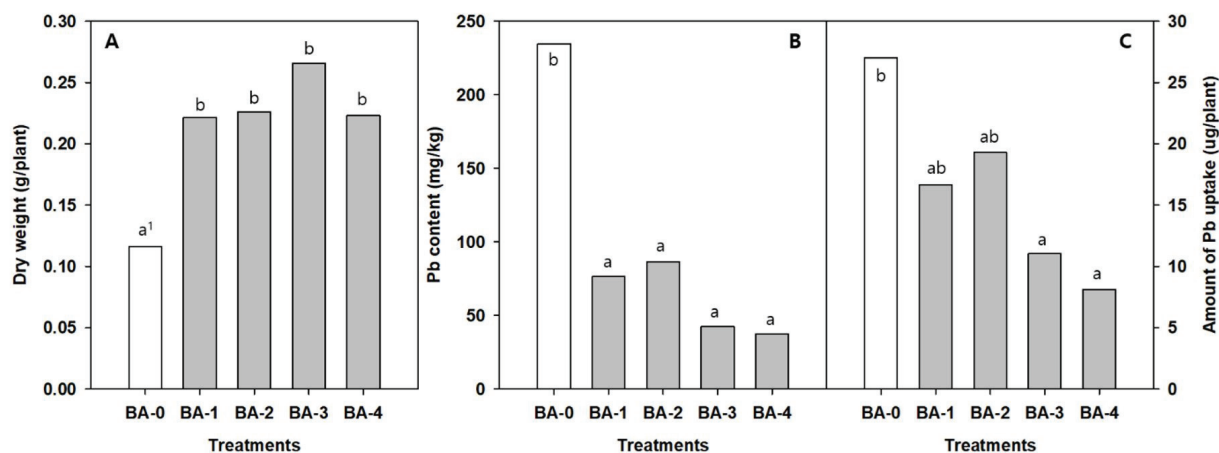 A
Dry weight (g/plant)
0.30
0.25
0.20
0.15
0.10
0.05
0.00
a¹
b
b
b
b
BA-0 BA-1 BA-2 BA-3 BA-4
Treatments
B
Pb content (mg/kg)
250
200
150
100
50
0
b
a
a
a
a
BA-0 BA-1 BA-2 BA-3 BA-4
Treatments
C
b
ab
ab
a
a
BA-0 BA-1 BA-2 BA-3 BA-4
Treatments
30
25
20
15
10
5
0
Amount of Pb uptake (ug/plant)